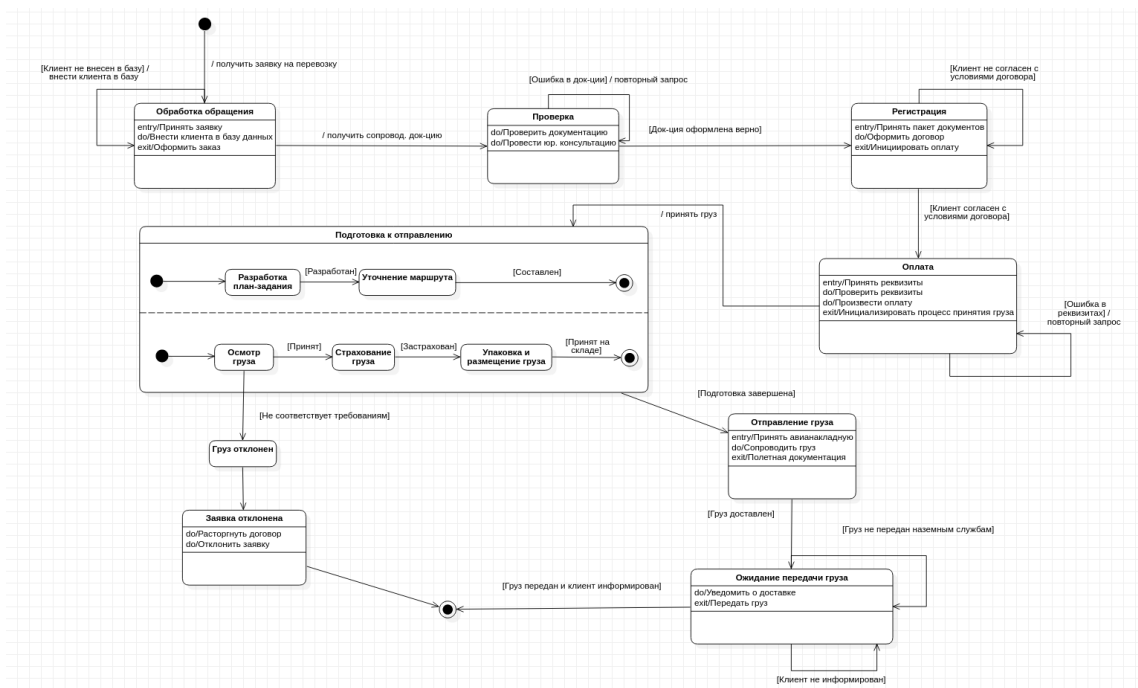 / получить заявку на перевозку
[Клиент не внесен в базу] /
внести клиента в базу
Обработка обращения
entry/Принять заявку
do/Внести клиента в базу данных
exit/Оформить заказ
/ получить сопровод. док-цию
[Ошибка в док-ции] / повторный запрос
Проверка
do/Проверить документацию
do/Провести юр. консультацию
[Док-ция оформлена верно]
[Клиент не согласен с
условиями договора]
Регистрация
entry/Принять пакет документов
do/Оформить договор
exit/Инициировать оплату
[Клиент согласен с
условиями договора]
/ принять груз
Оплата
entry/Принять реквизиты
do/Проверить реквизиты
do/Произвести оплату
exit/Инициализировать процесс принятия груза
[Ошибка в
реквизитах] /
повторный запрос
Подготовка к отправлению
Разработка
план-задания
[Разработан]
Уточнение маршрута
[Составлен]
Осмотр
груза
[Принят]
Страхование
груза
[Застрахован]
Упаковка и
размещение груза
[Принят на
складе]
[Не соответствует требованиям]
[Подготовка завершена]
Груз отклонен
Отправление груза
entry/Принять авианакладную
do/Сопроводить груз
exit/Полетная документация
Заявка отклонена
do/Расторгнуть договор
do/Отклонить заявку
[Груз доставлен]
[Груз не передан наземным службам]
[Груз передан и клиент информирован]
Ожидание передачи груза
do/Уведомить о доставке
exit/Передать груз
[Клиент не информирован]